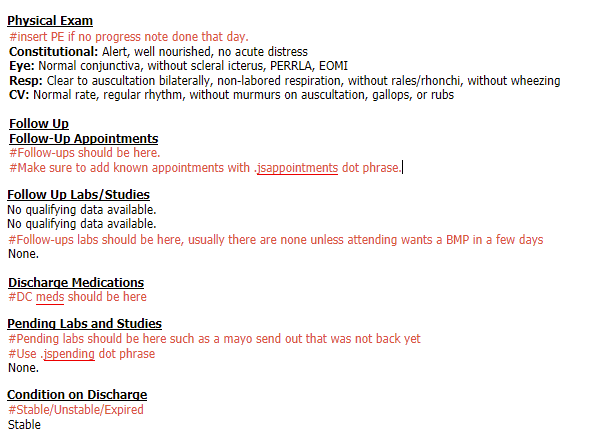 Physical Exam
#insert PE if no progress note done that day.
Constitutional: Alert, well nourished, no acute distress
Eye: Normal conjunctiva, without scleral icterus, PERRLA, EOMI
Resp: Clear to auscultation bilaterally, non-labored respiration, without rales/rhonchi, without wheezing
CV: Normal rate, regular rhythm, without murmurs on auscultation, gallops, or rubs
Follow Up
Follow-Up Appointments
#Follow-ups should be here.
#Make sure to add known appointments with .jsappointments dot phrase.
Follow Up Labs/Studies
No qualifying data available.
No qualifying data available.
#Follow-ups labs should be here, usually there are none unless attending wants a BMP in a few days
None.
Discharge Medications
#DC meds should be here
Pending Labs and Studies
#Pending labs should be here such as a mayo send out that was not back yet
#Use .jspending dot phrase
None.
Condition on Discharge
#Stable/Unstable/Expired
Stable